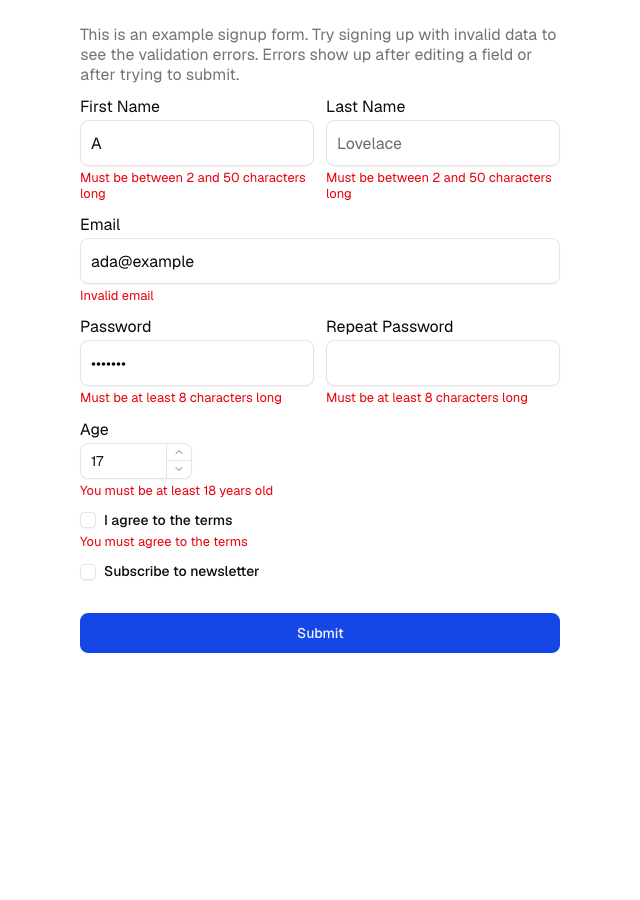 This is an example signup form. Try signing up with invalid data to
see the validation errors. Errors show up after editing a field or
after trying to submit.
First Name
Last Name
A
Lovelace
Must be between 2 and 50 characters
long
Must be between 2 and 50 characters
long
Email
ada@example
Invalid email
Password
Repeat Password
•••••••
Must be at least 8 characters long
Must be at least 8 characters long
Age
17
You must be at least 18 years old
I agree to the terms
You must agree to the terms
Subscribe to newsletter
Submit